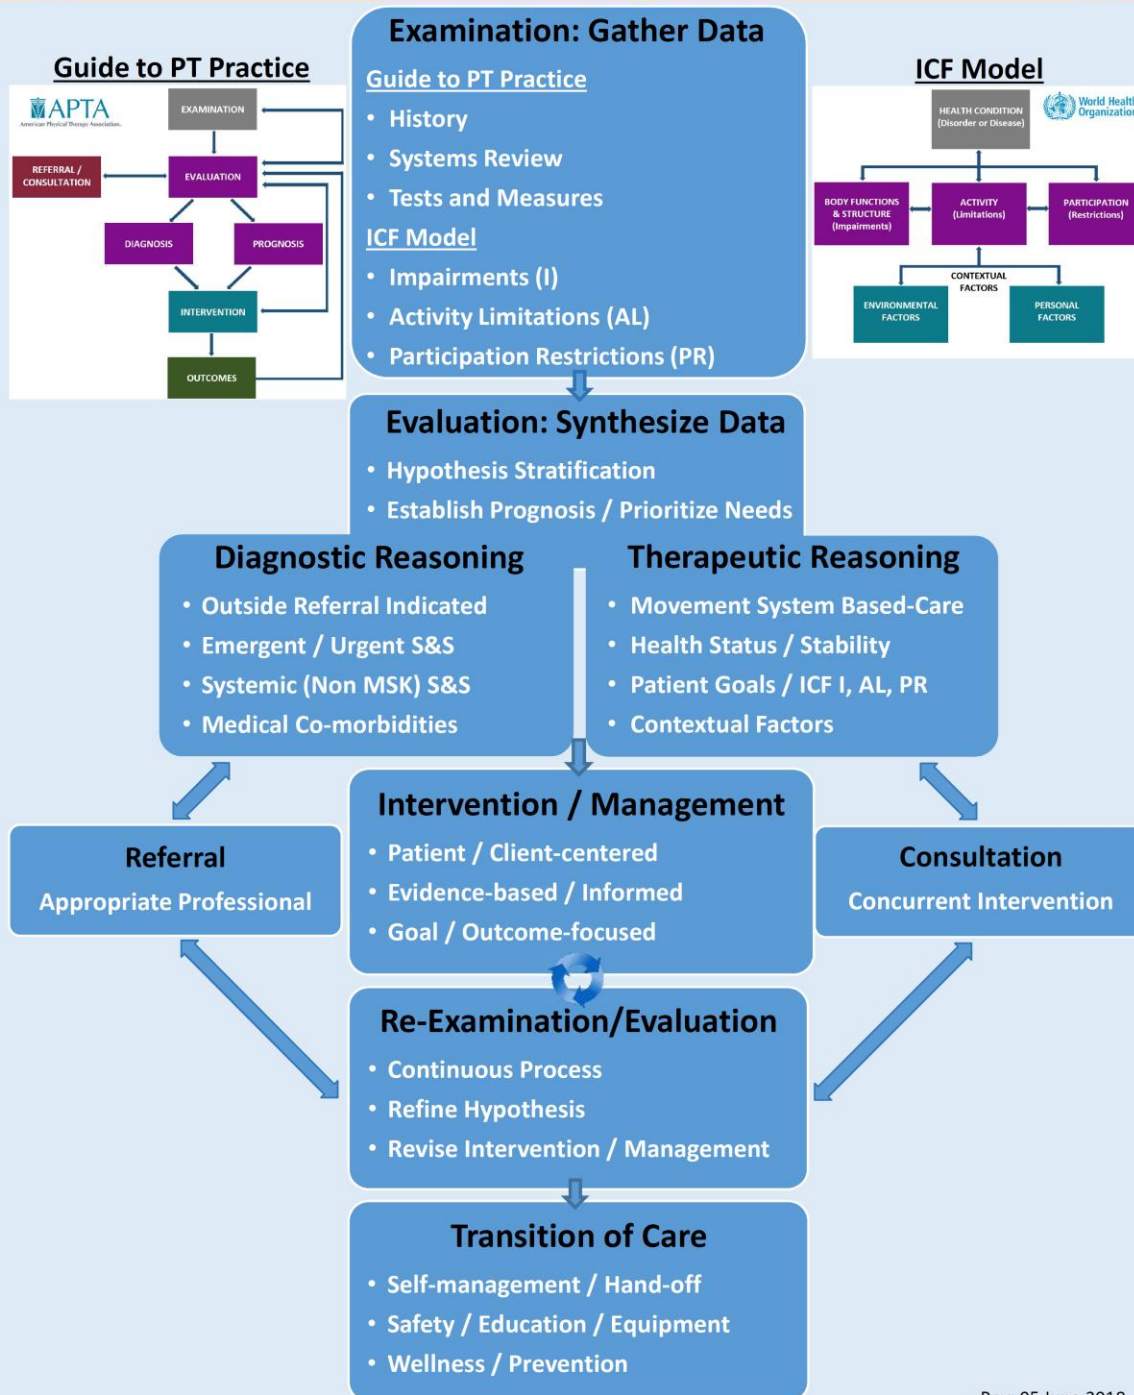 Guide to PT Practice
APTA
American Physical Therapy Association.
EXAMINATION
REFERRAL /
CONSULTATION
EVALUATION
DIAGNOSIS
PROGNOSIS
INTERVENTION
OUTCOMES
Examination: Gather Data
Guide to PT Practice
• History
• Systems Review
• Tests and Measures
ICF Model
• Impairments (I)
• Activity Limitations (AL)
• Participation Restrictions (PR)
ICF Model
World Health
Organization
HEALTH CONDITION
(Disorder or Disease)
BODY FUNCTIONS
& STRUCTURE
(Impairments)
ACTIVITY
(Limitations)
PARTICIPATION
(Restrictions)
CONTEXTUAL
FACTORS
ENVIRONMENTAL
FACTORS
PERSONAL
FACTORS
Evaluation: Synthesize Data
• Hypothesis Stratification
• Establish Prognosis / Prioritize Needs
Diagnostic Reasoning
• Outside Referral Indicated
• Emergent / Urgent S&S
• Systemic (Non MSK) S&S
• Medical Co-morbidities
Therapeutic Reasoning
• Movement System Based-Care
• Health Status / Stability
• Patient Goals / ICF I, AL, PR
• Contextual Factors
Intervention / Management
• Patient / Client-centered
• Evidence-based / Informed
• Goal / Outcome-focused
Referral
Appropriate Professional
Consultation
Concurrent Intervention
Re-Examination/Evaluation
• Continuous Process
• Refine Hypothesis
• Revise Intervention / Management
Transition of Care
• Self-management / Hand-off
• Safety / Education / Equipment
• Wellness / Prevention